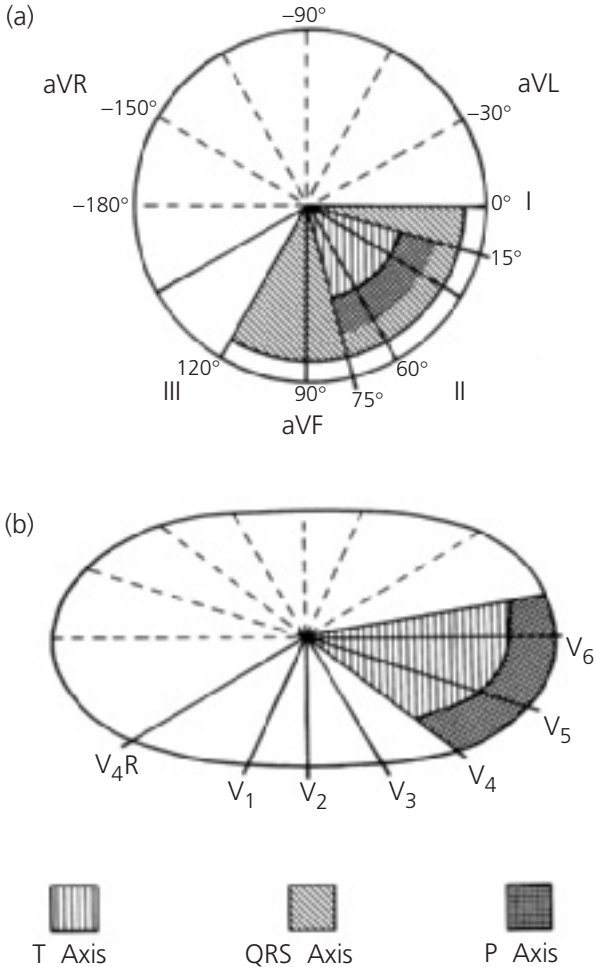 (a)
−90°
aVR
aVL
−150°
−30°
−180°
0° I
15°
120°
60°
III
90°
75°
II
aVF
(b)
V6
V5
V4R
V1
V2
V3
V4
T Axis
QRS Axis
P Axis